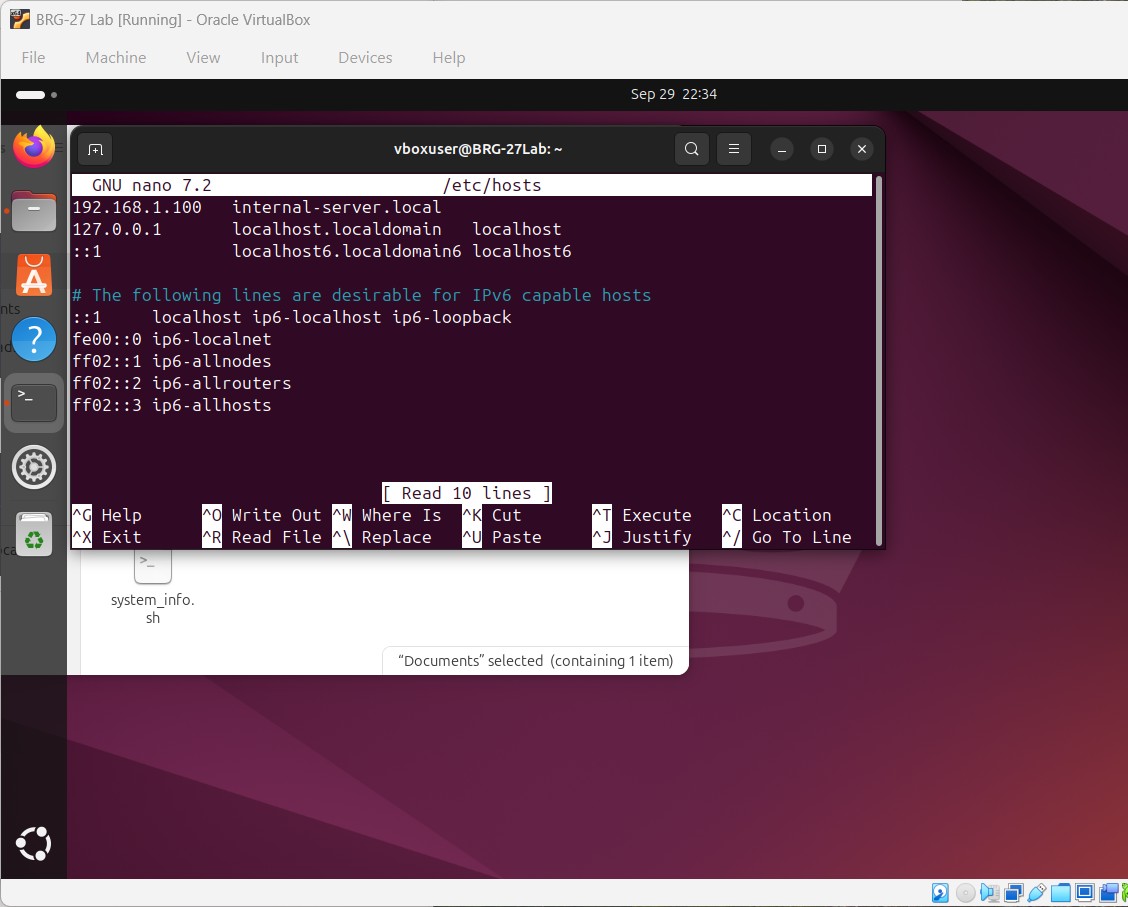 BRG-27 Lab [Running] - Oracle VirtualBox
File Machine View Input Devices Help
Sep 29 22:34
vboxuser@BRG-27Lab: ~
GNU nano 7.2 /etc/hosts
192.168.1.100 internal-server.local
127.0.0.1 localhost.localdomain localhost
::1 localhost6.localdomain6 localhost6
# The following lines are desirable for IPv6 capable hosts
::1 localhost ip6-localhost ip6-loopback
fe00::0 ip6-localnet
ff02::1 ip6-allnodes
ff02::2 ip6-allrouters
ff02::3 ip6-allhosts
[ Read 10 lines ]
^G Help ^O Write Out ^W Where Is ^K Cut ^T Execute ^C Location
^X Exit ^R Read File ^\ Replace ^U Paste ^J Justify ^/ Go To Line
system_info.
sh
“Documents” selected (containing 1 item)